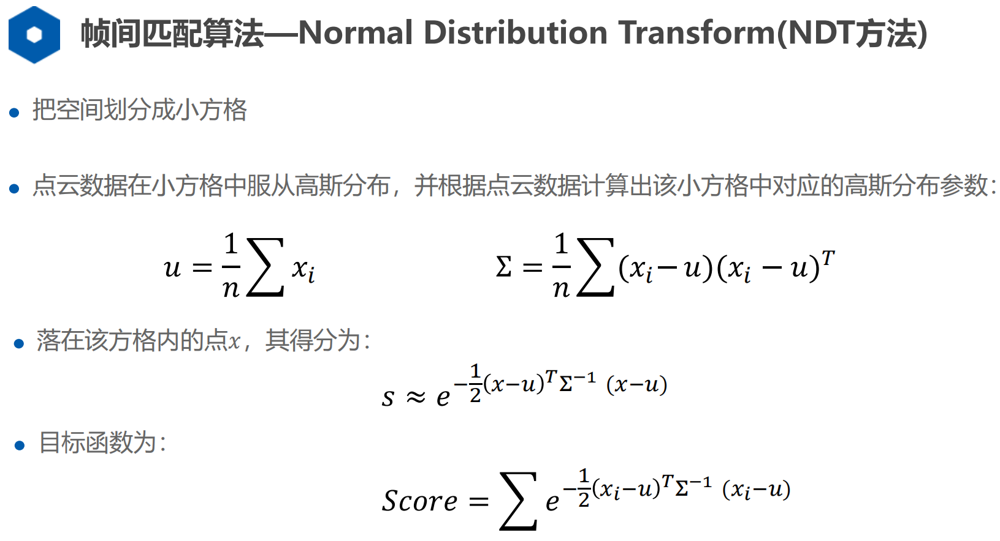 帧间匹配算法—Normal Distribution Transform(NDT方法)
把空间划分成小方格
点云数据在小方格中服从高斯分布，并根据点云数据计算出该小方格中对应的高斯分布参数：
u = \frac{1}{n} \sum x_i    Σ = \frac{1}{n} \sum (x_i - u)(x_i - u)^T
落在该方格内的点x，其得分为：
s ≈ e^{-\frac{1}{2}(x-u)^T Σ^{-1} (x-u)}
目标函数为：
Score = \sum e^{-\frac{1}{2}(x_i-u)^T Σ^{-1} (x_i-u)}